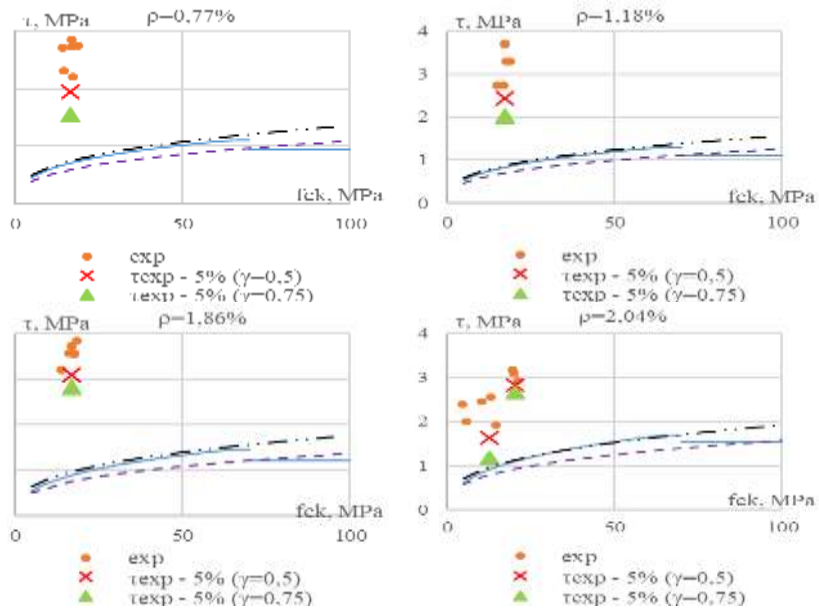 τ, MPa
ρ=0.77%
fck, MPa
0
50
100
exp
τexp - 5% (γ=0.5)
τexp - 5% (γ=0.75)
τ, MPa
ρ=1.18%
4
3
2
1
0
fck, MPa
0
50
100
exp
τexp - 5% (γ=0,5)
τexp - 5% (γ=0.75)
τ, MPa
ρ=1.86%
fck, MPa
0
50
100
exp
τexp - 5% (γ=0.5)
τexp - 5% (γ=0.75)
τ, MPa
ρ=2.04%
4
3
2
1
0
fck, MPa
0
50
100
exp
τexp - 5% (γ=0.5)
τexp - 5% (γ=0.75)